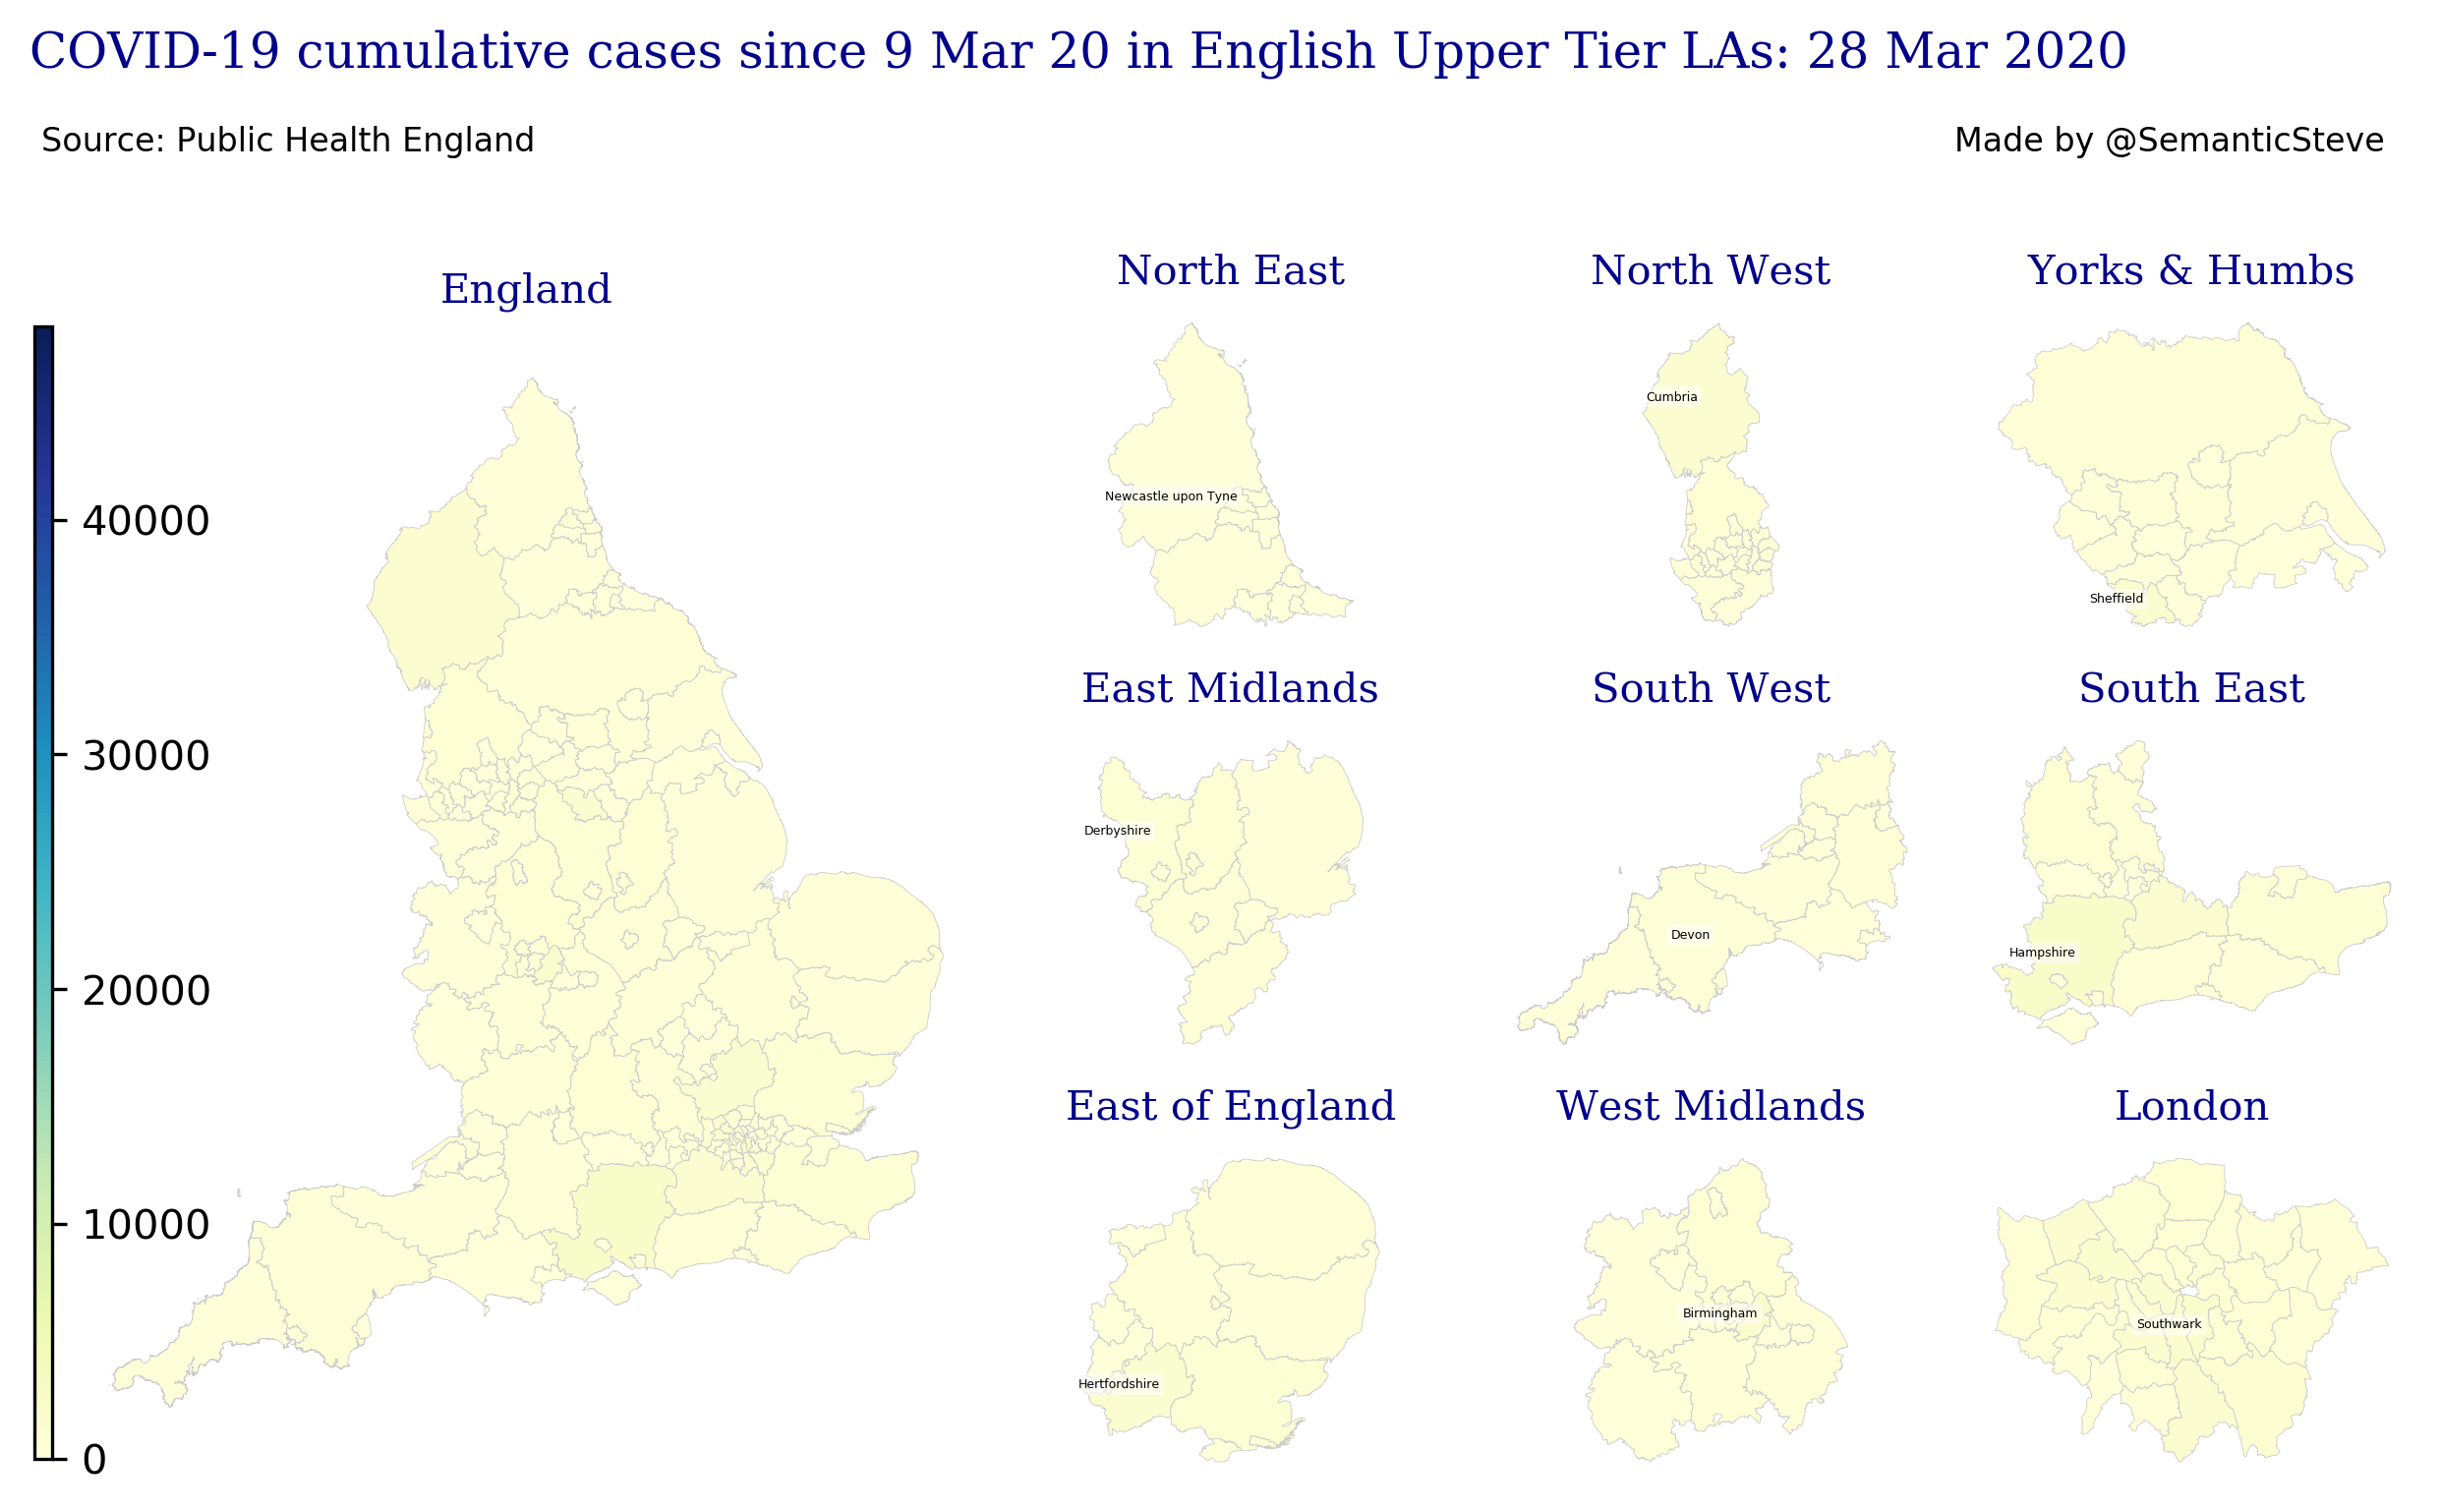 COVID-19 cumulative cases since 9 Mar 20 in English Upper Tier LAs: 28 Mar 2020
Source: Public Health England
Made by @SemanticSteve
England
40000
30000
20000
10000
0
North East
Newcastle upon Tyne
North West
Cumbria
Yorks & Humbs
Sheffield
East Midlands
Derbyshire
South West
Devon
South East
Hampshire
East of England
Hertfordshire
West Midlands
Birmingham
London
Southwark